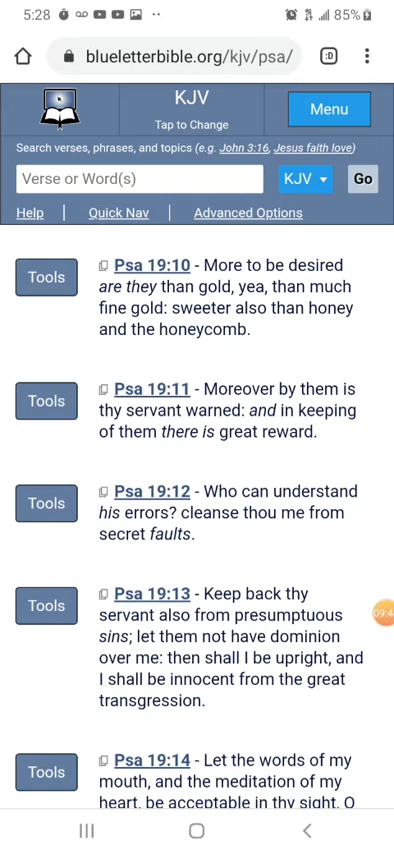 5:28 85%
blueletterbible.org/kjv/psa/ :D
KJV
Tap to Change
Menu
Search verses, phrases, and topics (e.g. John 3:16, Jesus faith love)
Verse or Word(s) KJV Go
Help | Quick Nav | Advanced Options
Tools
Psa 19:10 - More to be desired
are they than gold, yea, than much
fine gold: sweeter also than honey
and the honeycomb.
Tools
Psa 19:11 - Moreover by them is
thy servant warned: and in keeping
of them there is great reward.
Tools
Psa 19:12 - Who can understand
his errors? cleanse thou me from
secret faults.
Tools
Psa 19:13 - Keep back thy
servant also from presumptuous
sins; let them not have dominion
over me: then shall I be upright, and
I shall be innocent from the great
transgression.
09:4
Tools
Psa 19:14 - Let the words of my
mouth, and the meditation of my
heart, be acceptable in thy sight, O